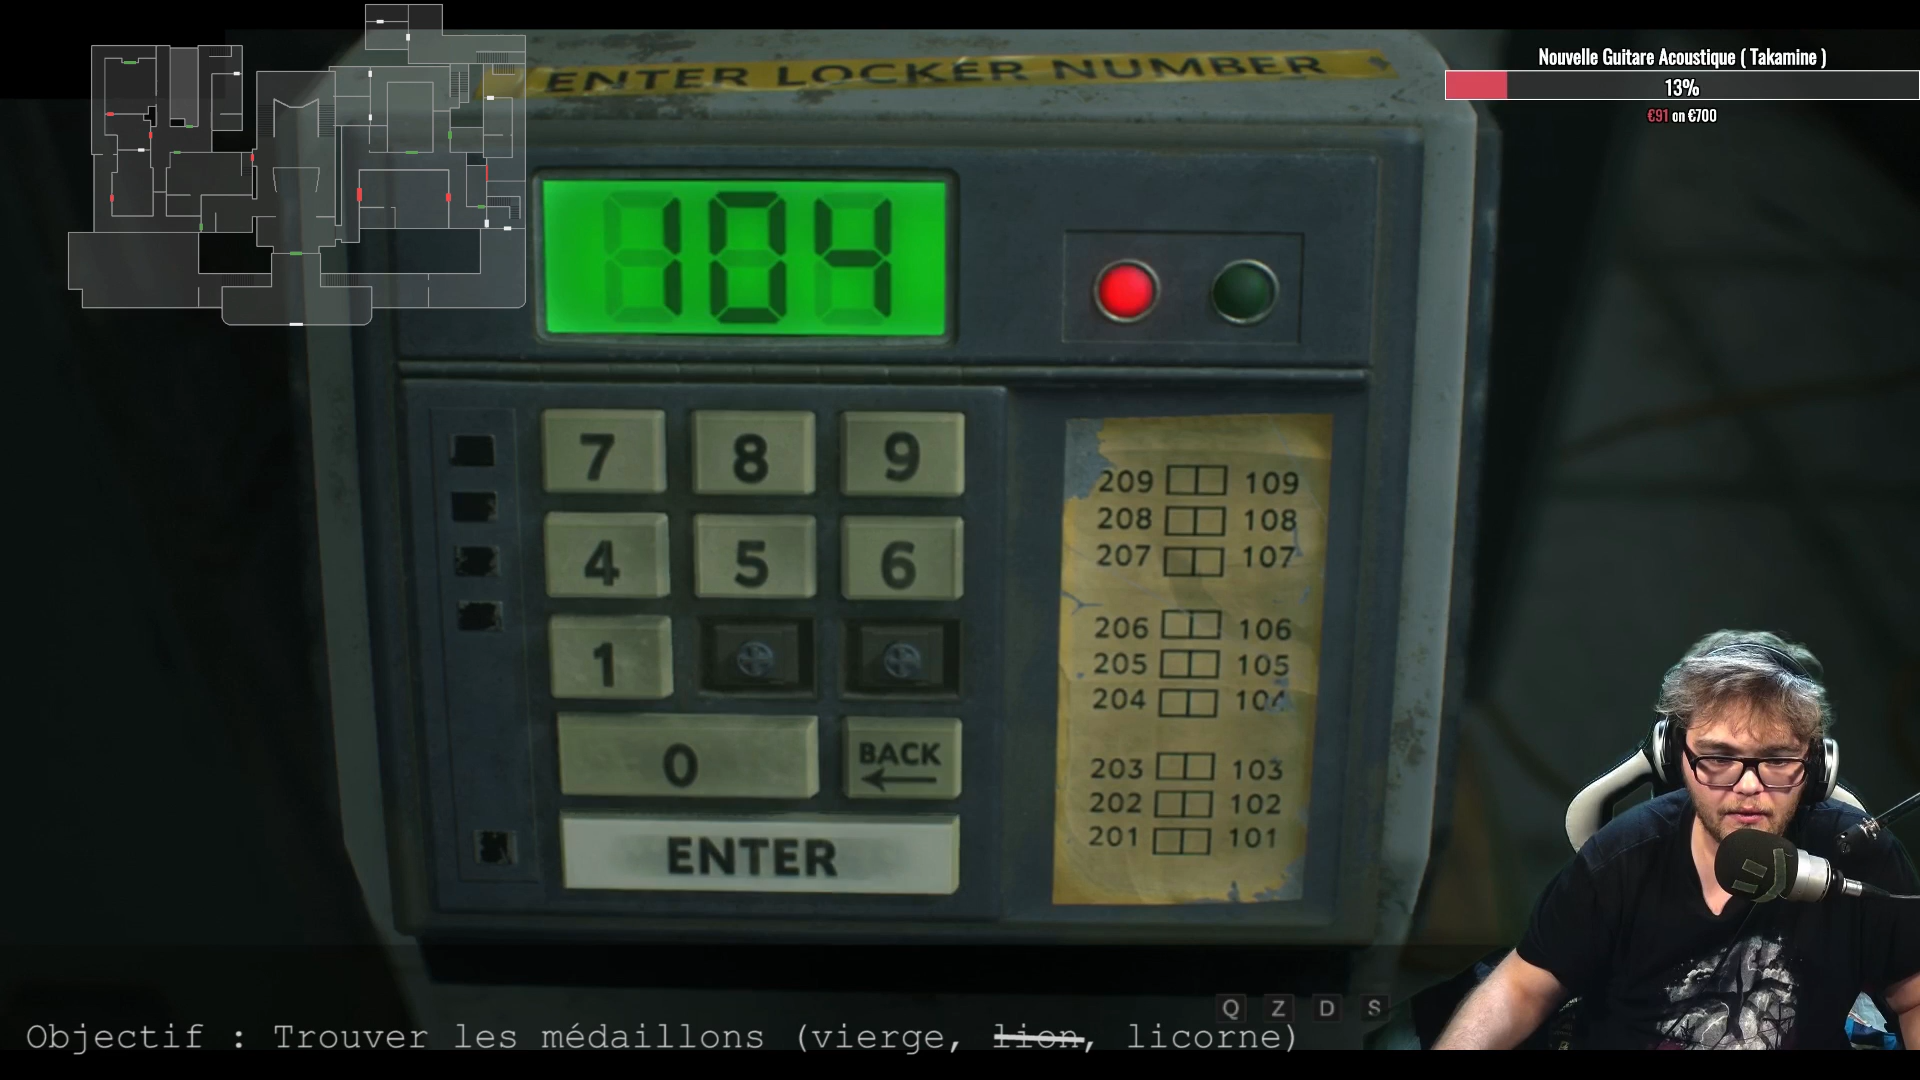 ENTER LOCKER NUMBER
Nouvelle Guitare Acoustique ( Takamine )
13%
€91 on €700
104
7 8 9
4 5 6
1
0 BACK
ENTER
209 109
208 108
207 107
206 106
205 105
204 104
203 103
202 102
201 101
Q Z D S
Objectif : Trouver les médaillons (vierge, lion, licorne)